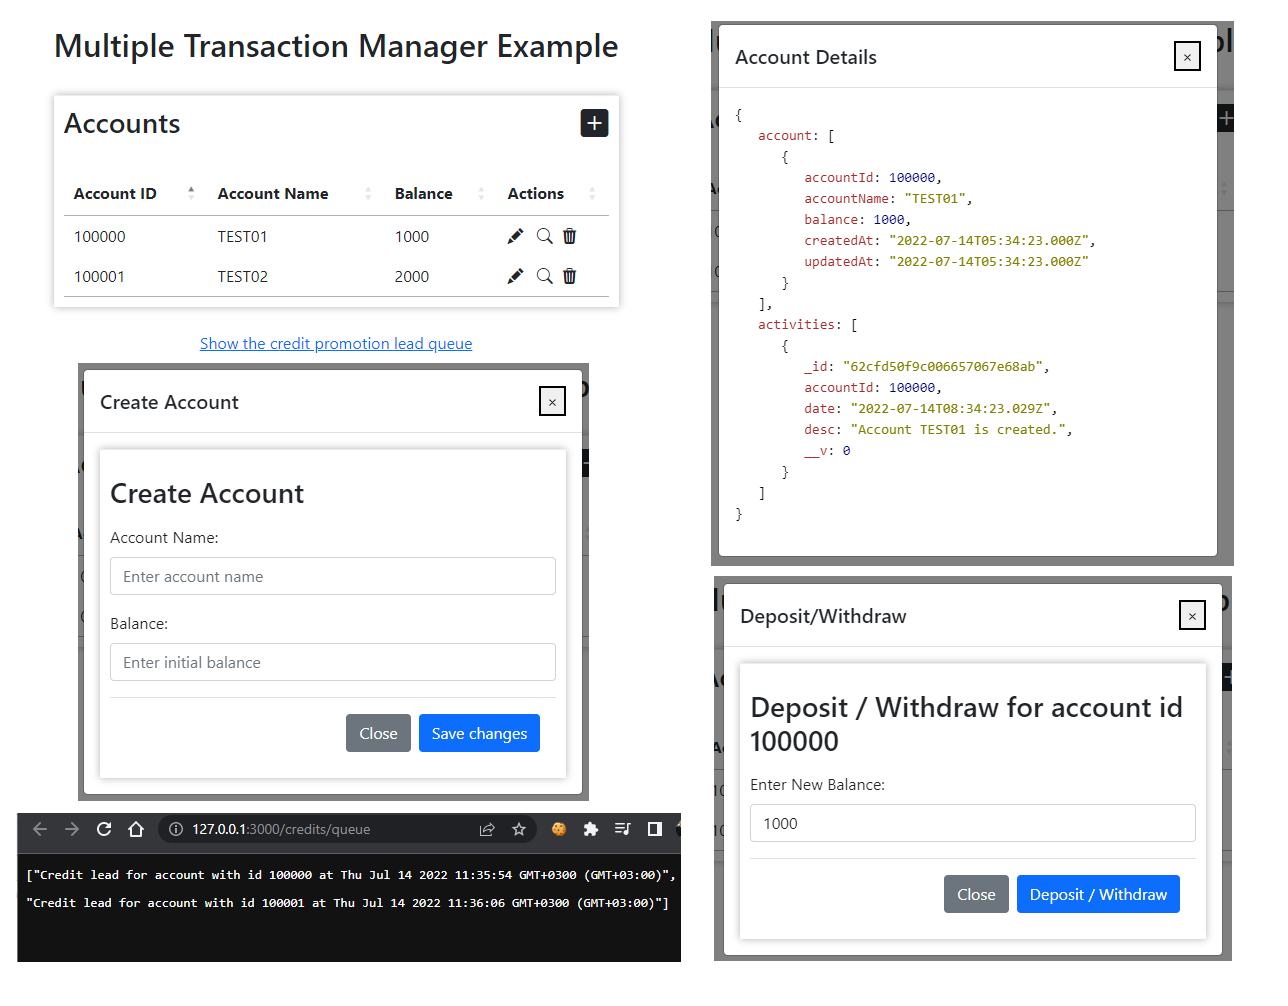 Multiple Transaction Manager Example
Accounts
Account ID Account Name Balance Actions
100000 TEST01 1000
100001 TEST02 2000
Show the credit promotion lead queue
Create Account
×
Create Account
Account Name:
Enter account name
Balance:
Enter initial balance
Close Save changes
127.0.0.1:3000/credits/queue
["Credit lead for account with id 100000 at Thu Jul 14 2022 11:35:54 GMT+0300 (GMT+03:00)",
"Credit lead for account with id 100001 at Thu Jul 14 2022 11:36:06 GMT+0300 (GMT+03:00)"]
Account Details
×
{
account: [
{
accountId: 100000,
accountName: "TEST01",
balance: 1000,
createdAt: "2022-07-14T05:34:23.000Z",
updatedAt: "2022-07-14T05:34:23.000Z"
}
],
activities: [
{
_id: "62cfd50f9c006657067e68ab",
accountId: 100000,
date: "2022-07-14T08:34:23.029Z",
desc: "Account TEST01 is created.",
__v: 0
}
]
}
Deposit/Withdraw
×
Deposit / Withdraw for account id
100000
Enter New Balance:
1000
Close Deposit / Withdraw